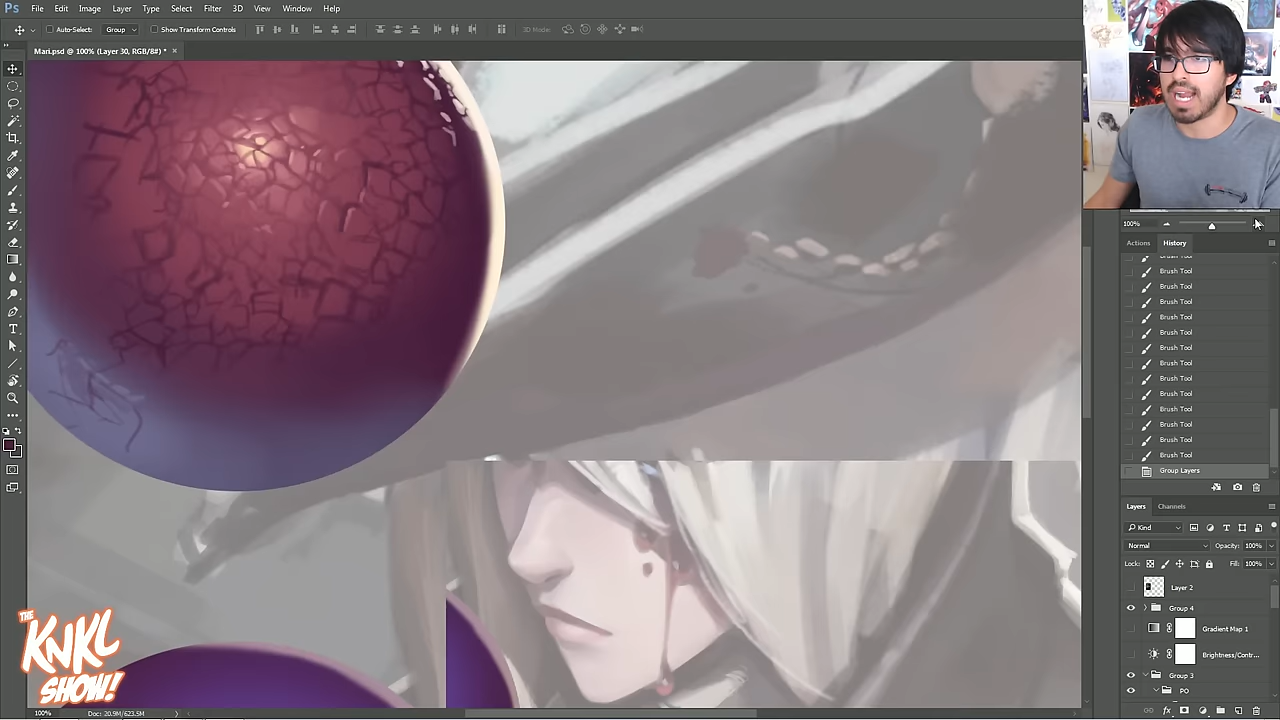 Ps File Edit Image Layer Type Select Filter 3D View Window Help
Auto-Select: Group Show Transform Controls 3D Mode:
Mari.psd @ 100% (Layer 30, RGB/8#) * ×
100%
Actions History
Brush Tool
Brush Tool
Brush Tool
Brush Tool
Brush Tool
Brush Tool
Brush Tool
Brush Tool
Brush Tool
Brush Tool
Brush Tool
Brush Tool
Brush Tool
Brush Tool
Group Layers
Layers Channels
Kind
Normal Opacity: 100%
Lock: Fill: 100%
Layer 2
Group 4
Gradient Map 1
Brightness/Contr...
Group 3
PO
THE
KNKL
SHOW!
100% Doc: 20.9M/623.5M